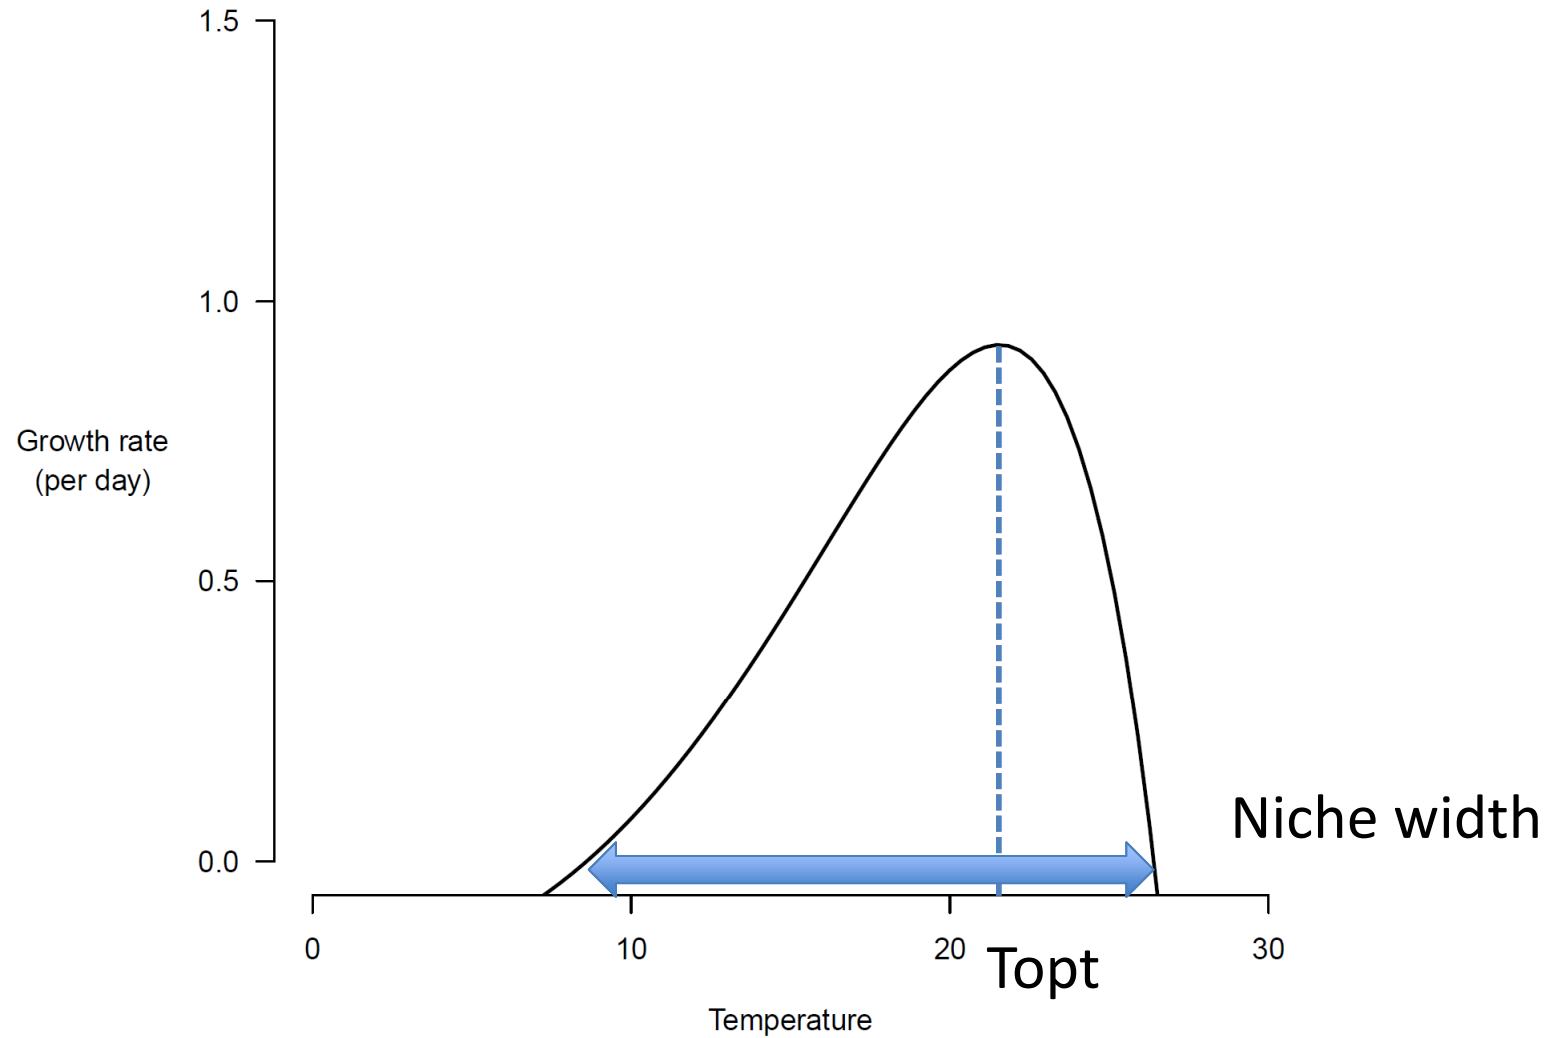 1.5
1.0
Growth rate
(per day)
0.5
Niche width
0.0
0 10 20 30
Topt
Temperature